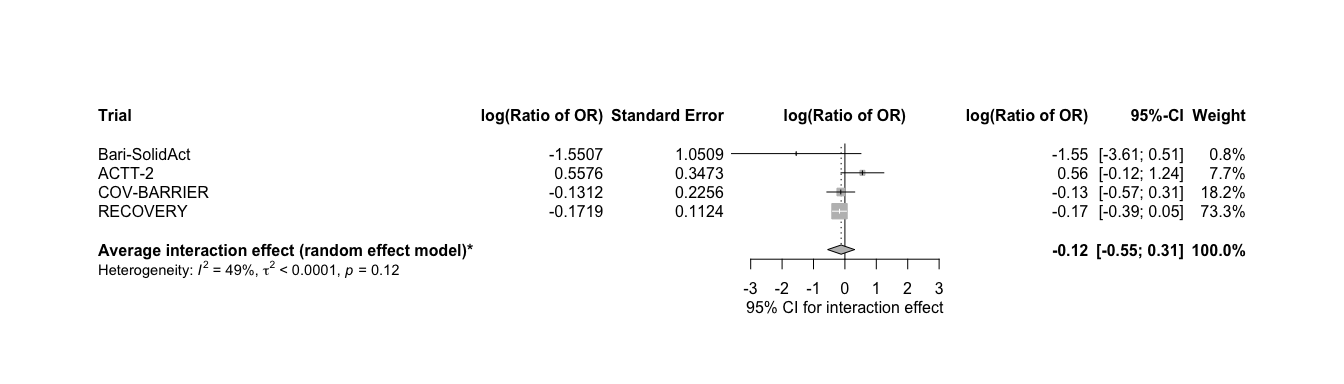 Trial log(Ratio of OR) Standard Error log(Ratio of OR) log(Ratio of OR) 95%-CI Weight
Bari-SolidAct -1.5507 1.0509 -1.55 [-3.61; 0.51] 0.8%
ACTT-2 0.5576 0.3473 0.56 [-0.12; 1.24] 7.7%
COV-BARRIER -0.1312 0.2256 -0.13 [-0.57; 0.31] 18.2%
RECOVERY -0.1719 0.1124 -0.17 [-0.39; 0.05] 73.3%
Average interaction effect (random effect model)* -0.12 [-0.55; 0.31] 100.0%
Heterogeneity: I² = 49%, τ² < 0.0001, p = 0.12
-3 -2 -1 0 1 2 3
95% CI for interaction effect